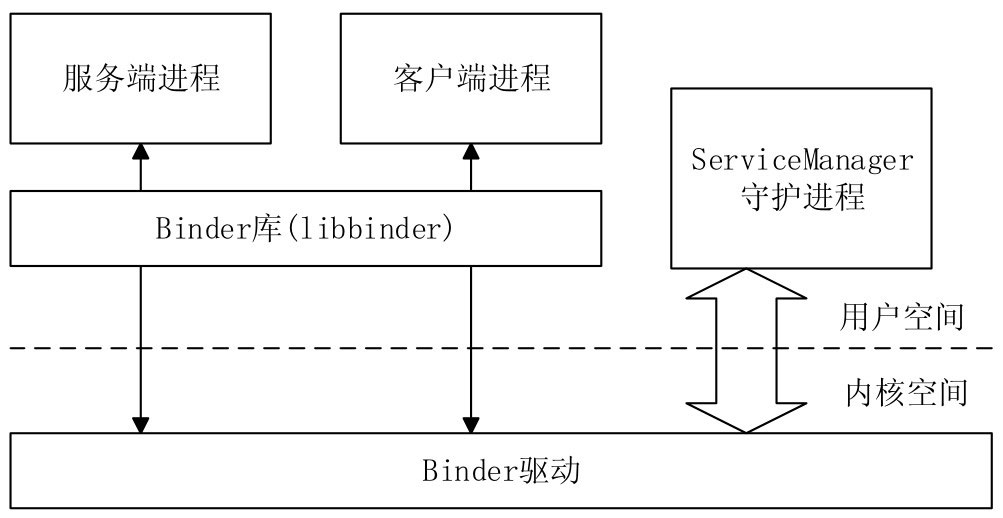 服务端进程
客户端进程
ServiceManager
守护进程
Binder库(libbinder)
用户空间
内核空间
Binder驱动